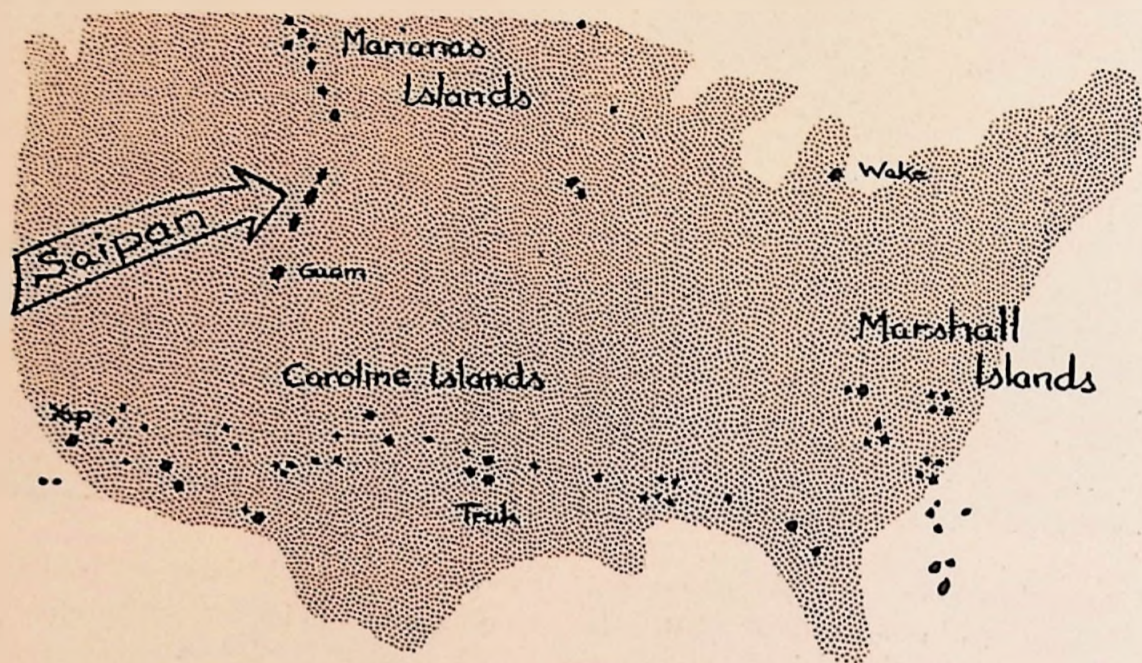 Marianas
Islands
Wake
Saipan
Guam
Marshall
Islands
Caroline Islands
Yap
Truk